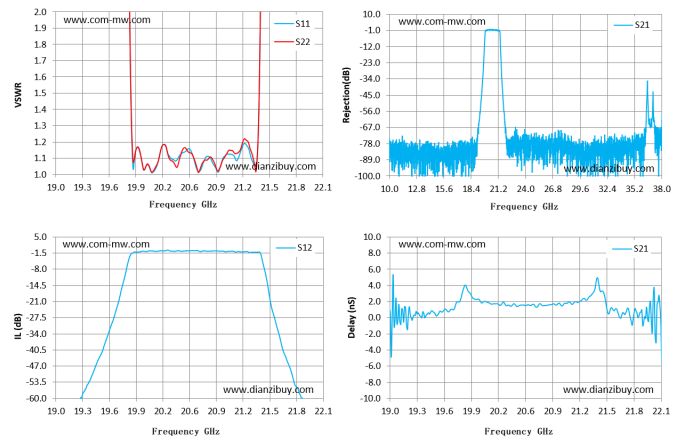 www.com-mw.com
S11
S22
VSWR
2.0
1.9
1.8
1.7
1.6
1.5
1.4
1.3
1.2
1.1
1.0
www.dianzibuy.com
19.0 19.3 19.6 19.9 20.2 20.5 20.8 21.2 21.5 21.8 22.1
Frequency GHz
www.com-mw.com
S21
Rejection(dB)
10.0
-1.0
-12.0
-23.0
-34.0
-45.0
-56.0
-67.0
-78.0
-89.0
-100.0
www.dianzibuy.com
10.0 12.8 15.6 18.4 21.2 24.0 26.8 29.6 32.4 35.2 38.0
Frequency GHz
www.com-mw.com
S12
IL (dB)
5.0
-1.5
-8.0
-14.5
-21.0
-27.5
-34.0
-40.5
-47.0
-53.5
-60.0
www.dianzibuy.com
19.0 19.3 19.6 19.9 20.2 20.5 20.8 21.2 21.5 21.8 22.1
Frequency GHz
www.com-mw.com
S21
Delay (nS)
10.0
8.0
6.0
4.0
2.0
0.0
-2.0
-4.0
-6.0
-8.0
-10.0
www.dianzibuy.com
19.0 19.3 19.6 19.9 20.2 20.5 20.8 21.2 21.5 21.8 22.1
Frequency GHz